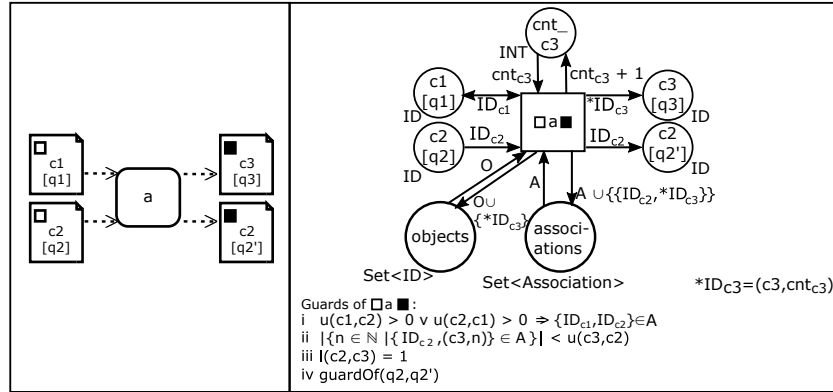 c1
[q1]
c2
[q2]
a
c3
[q3]
c2
[q2']
cnt_
c3
INT
cnt_c3
cnt_c3 + 1
c1
[q1]
ID
ID_c1
a
*ID_c3
c3
[q3]
ID
c2
[q2]
ID
ID_c2
ID_c2
c2
[q2']
ID
O
O∪
{*ID_c3}
A
A ∪{{ID_c2,*ID_c3}}
objects
associ-
ations
Set<ID>
Set<Association>
*ID_c3=(c3,cnt_c3)
Guards of □a■:
i u(c1,c2) > 0 ∨ u(c2,c1) > 0 ⇒ {ID_c1,ID_c2}∈A
ii |{n ∈ ℕ |{ID_c2,(c3,n)} ∈ A}| < u(c3,c2)
iii l(c2,c3) = 1
iv guardOf(q2,q2')